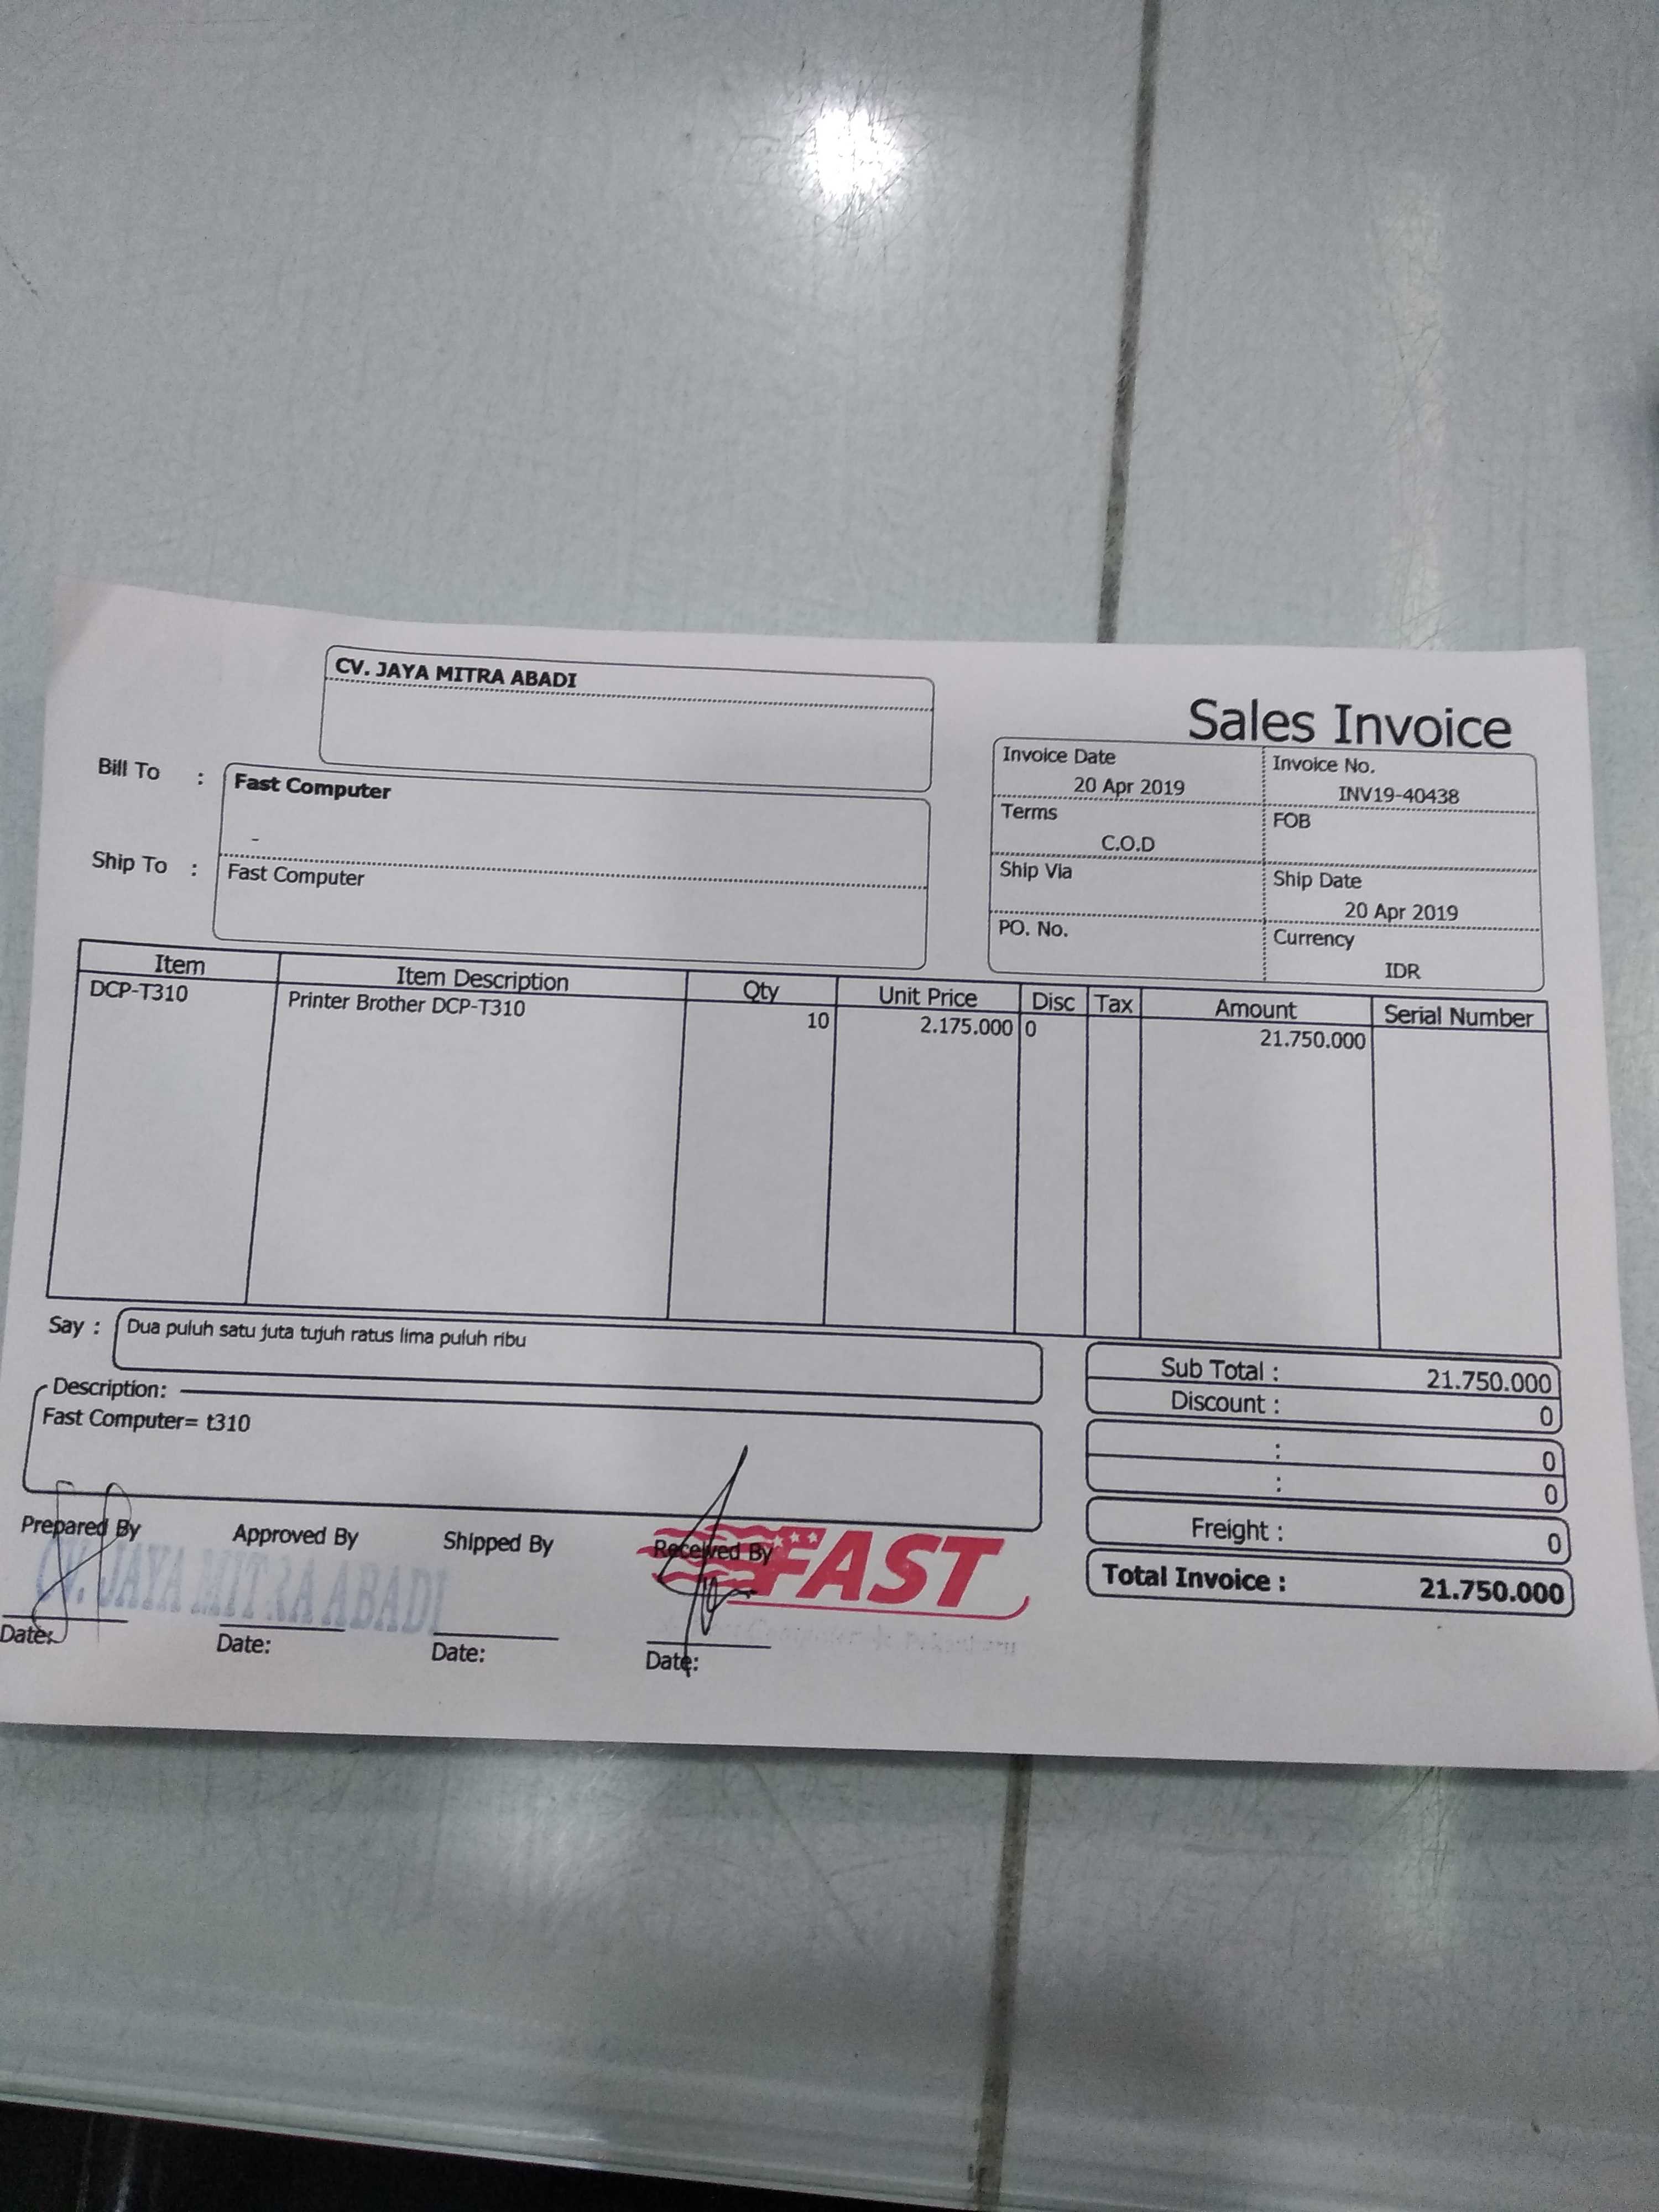 CV. JAYA MITRA ABADI
Sales Invoice
Bill To :
Fast Computer
-
Ship To :
Fast Computer
Invoice Date
20 Apr 2019
Invoice No.
INV19-40438
Terms
C.O.D
FOB
Ship Via
Ship Date
20 Apr 2019
PO. No.
Currency
IDR
Item Item Description Qty Unit Price Disc Tax Amount Serial Number
DCP-T310 Printer Brother DCP-T310 10 2.175.000 0 21.750.000
Say : Dua puluh satu juta tujuh ratus lima puluh ribu
Description:
Fast Computer= t310
Sub Total : 21.750.000
Discount : 0
: 0
: 0
Freight : 0
Total Invoice : 21.750.000
Prepared By Approved By Shipped By Received By
CV. JAYA MITRA ABADI
FAST
Date: Date: Date: Date: